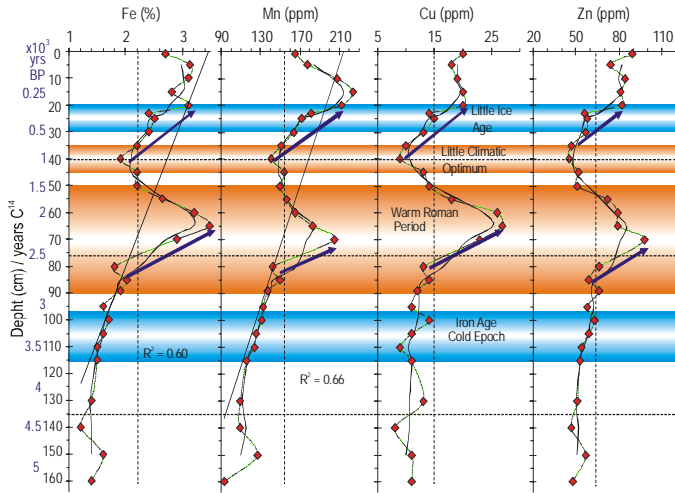 Fe (%)
Mn (ppm)
Cu (ppm)
Zn (ppm)
1 2 3
90 130 170 210
5 15 25
20 50 80 110
x10³
yrs
BP
0.25
0.5
1
1.5
2
2.5
3
3.5
4
4.5
5
0
10
20
30
140
50
60
70
80
90
100
110
120
130
140
150
160
Depht (cm) / years C¹⁴
Little Ice
Age
Little Climatic
Optimum
Warm Roman
Period
Iron Age
Cold Epoch
R² = 0.60
R² = 0.66